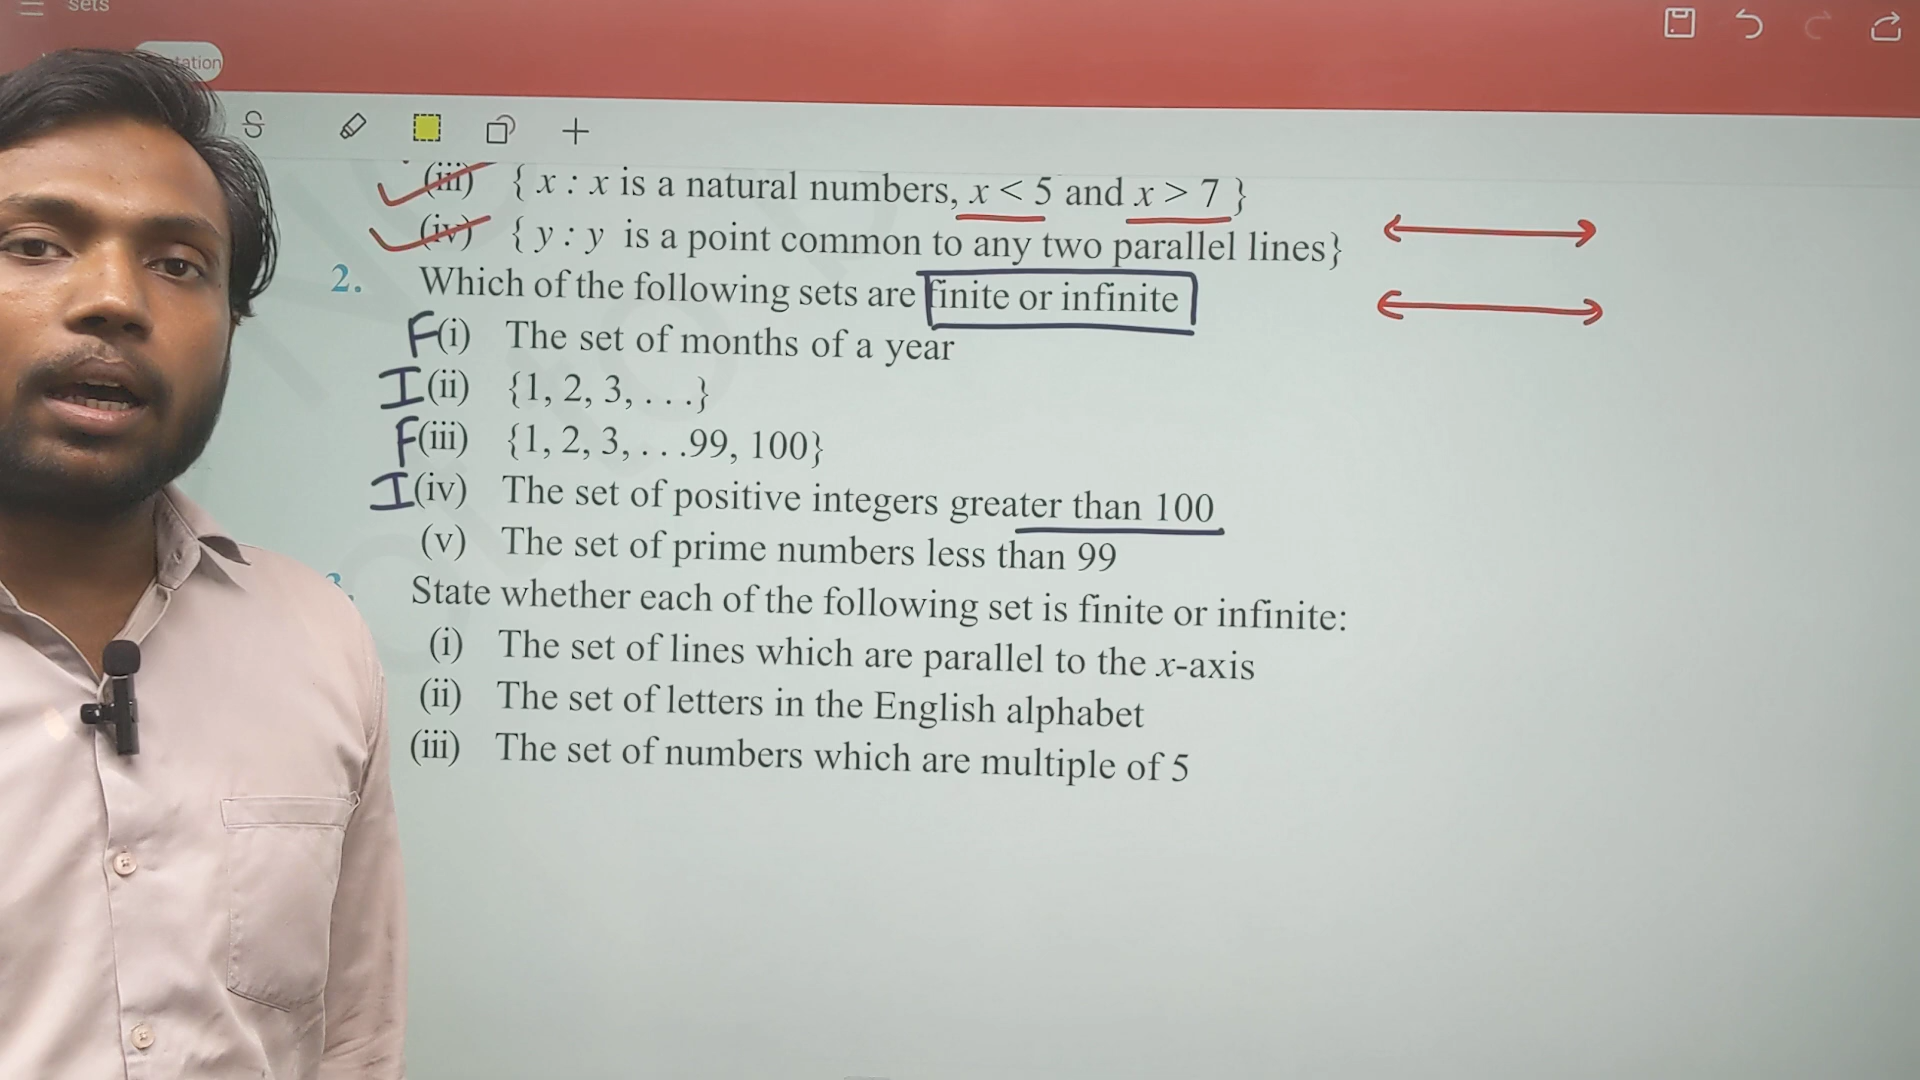 sets
tation
(iii) { x : x is a natural numbers, x < 5 and x > 7 }
(iv) { y : y is a point common to any two parallel lines}
2. Which of the following sets are finite or infinite
F (i) The set of months of a year
I (ii) {1, 2, 3, . . .}
F (iii) {1, 2, 3, . . .99, 100}
I (iv) The set of positive integers greater than 100
(v) The set of prime numbers less than 99
State whether each of the following set is finite or infinite:
(i) The set of lines which are parallel to the x-axis
(ii) The set of letters in the English alphabet
(iii) The set of numbers which are multiple of 5